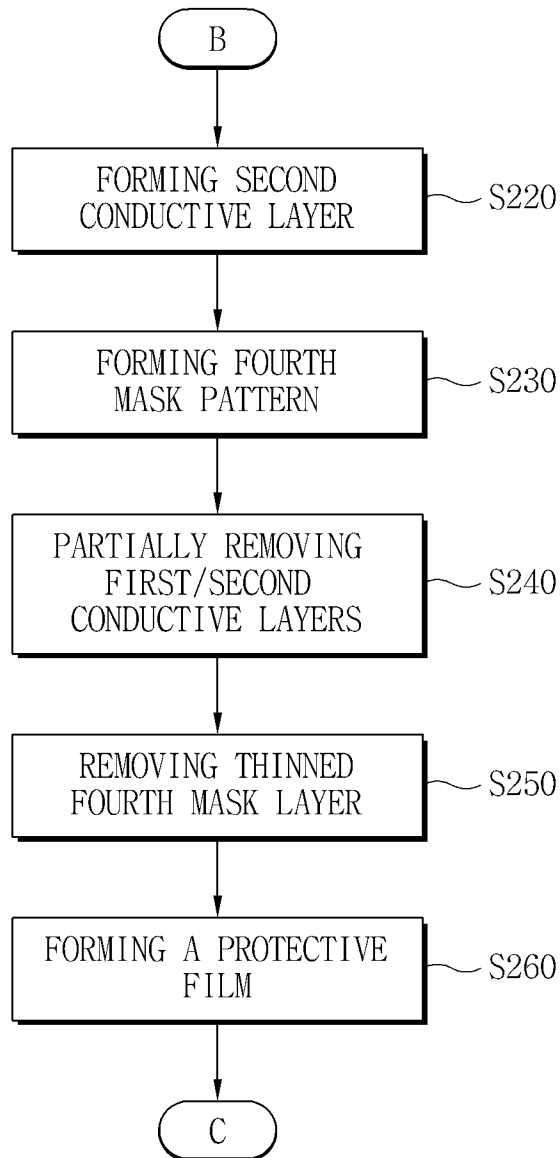 B
FORMING SECOND
CONDUCTIVE LAYER
S220
FORMING FOURTH
MASK PATTERN
S230
PARTIALLY REMOVING
FIRST/SECOND
CONDUCTIVE LAYERS
S240
REMOVING THINNED
FOURTH MASK LAYER
S250
FORMING A PROTECTIVE
FILM
S260
C